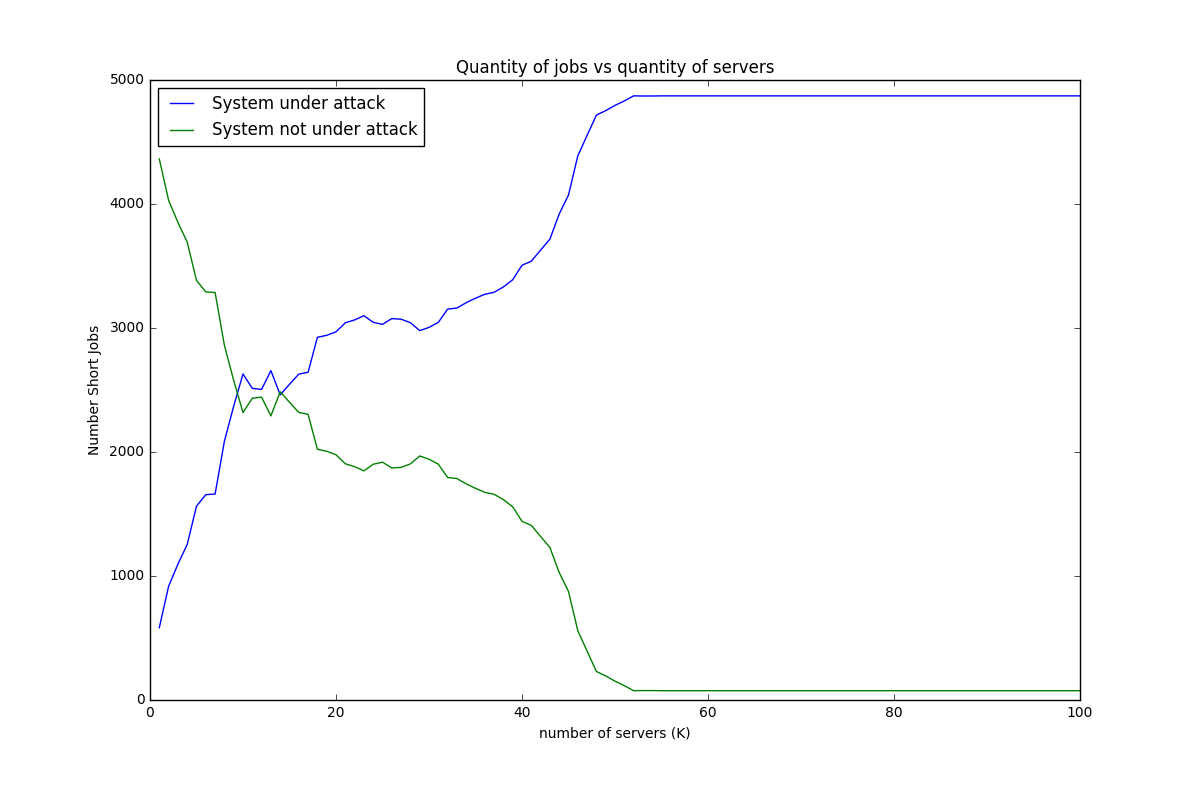 Quantity of jobs vs quantity of servers
System under attack
System not under attack
Number Short Jobs
5000
4000
3000
2000
1000
0
0 20 40 60 80 100
number of servers (K)